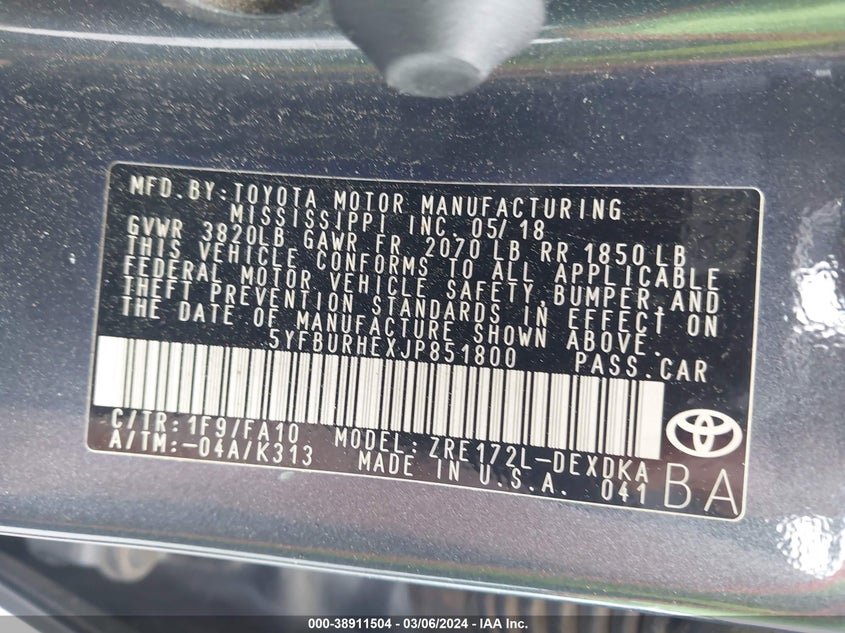 MFD. BY: TOYOTA MOTOR MANUFACTURING
MISSISSIPPI INC. 05/18
GVWR 3820LB GAWR FR 2070 LB RR 1850 LB
THIS VEHICLE CONFORMS TO ALL APPLICABLE
FEDERAL MOTOR VEHICLE SAFETY, BUMPER, AND
THEFT PREVENTION STANDARDS IN EFFECT ON
THE DATE OF MANUFACTURE SHOWN ABOVE.
5YFBURHEXJP851800 PASS. CAR
C/TR: 1F9/FA10 MODEL: ZRE172L-DEXDKA
A/TM: -04A/K313 MADE IN U.S.A. 041
BA
000-38911504 - 03/06/2024 - IAAI Inc.